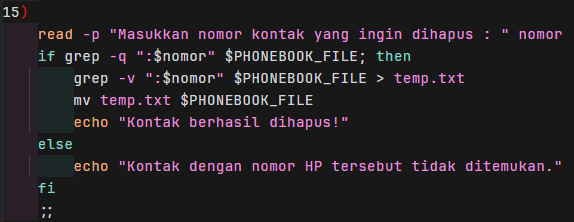 15)
read -p "Masukkan nomor kontak yang ingin dihapus : " nomor
if grep -q ":$nomor" $PHONEBOOK_FILE; then
grep -v ":$nomor" $PHONEBOOK_FILE > temp.txt
mv temp.txt $PHONEBOOK_FILE
echo "Kontak berhasil dihapus!"
else
echo "Kontak dengan nomor HP tersebut tidak ditemukan."
fi
;;